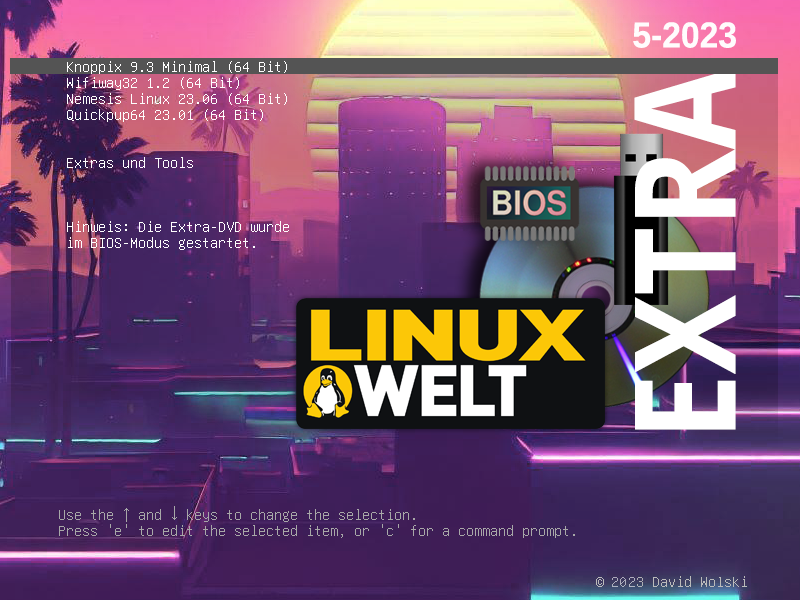 5-2023
Knoppix 9.3 Minimal (64 Bit)
Wifiway32 1.2 (64 Bit)
Nemesis Linux 23.06 (64 Bit)
Quickpup64 23.01 (64 Bit)
Extras und Tools
Hinweis: Die Extra-DVD wurde
im BIOS-Modus gestartet.
BIOS
EXTRA
LINUX
WELT
Use the ↑ and ↓ keys to change the selection.
Press 'e' to edit the selected item, or 'c' for a command prompt.
© 2023 David Wolski